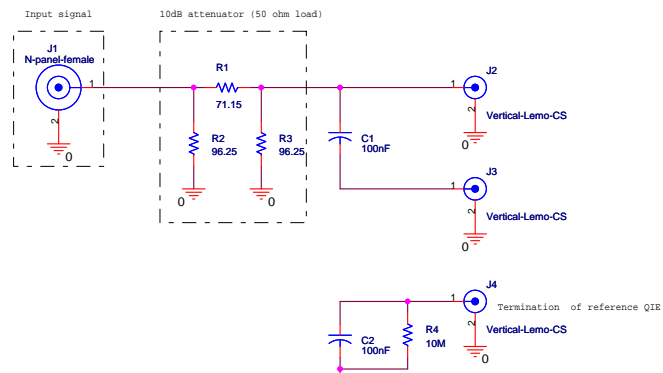 Input signal
10dB attenuator (50 ohm load)
J1
N-panel-female
1
2
0
R1
71.15
R2
96.25
0
R3
96.25
0
C1
100nF
1
J2
2
Vertical-Lemo-CS
0
1
J3
2
Vertical-Lemo-CS
0
1
J4
Termination of reference QIE
2
Vertical-Lemo-CS
0
C2
100nF
R4
10M